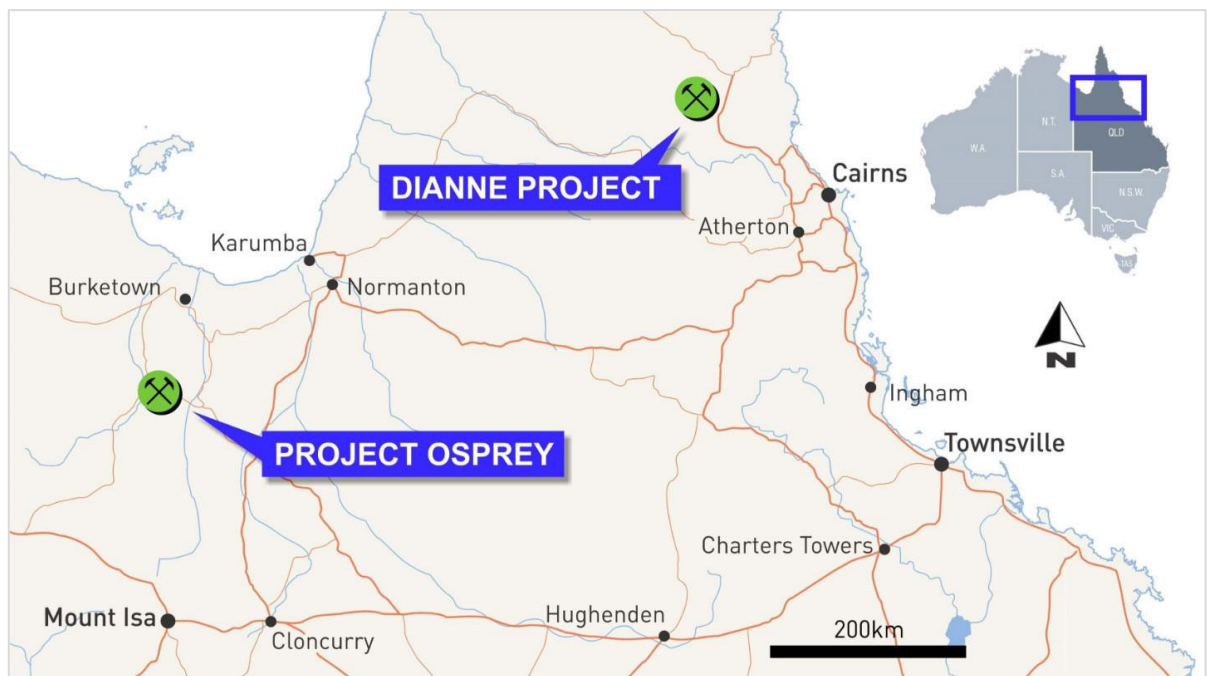 DIANNE PROJECT
Cairns
Atherton
Karumba
Burketown
Normanton
Ingham
PROJECT OSPREY
Townsville
Charters Towers
Mount Isa
Cloncurry
Hughenden
200km
N.T.
QLD
W.A.
S.A.
N.S.W.
VIC
TAS
N